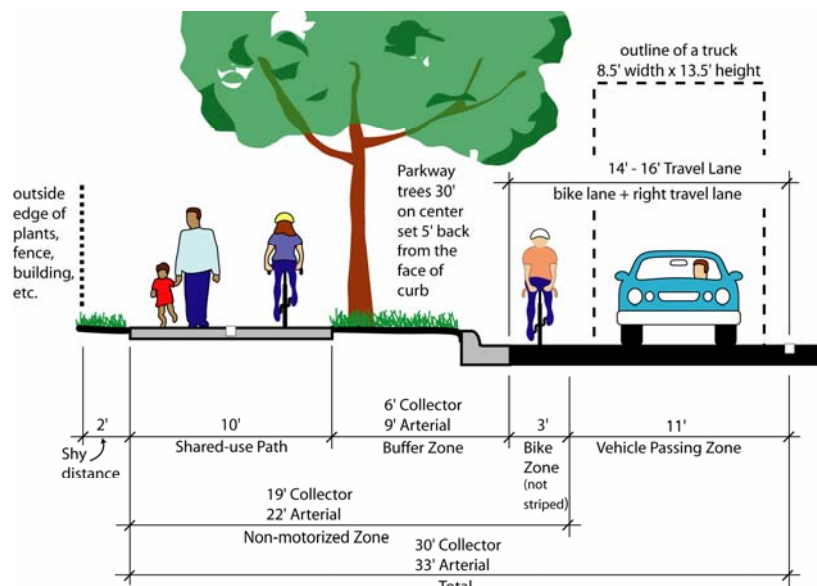 outline of a truck
8.5' width x 13.5' height
14' - 16' Travel Lane
bike lane + right travel lane
outside
edge of
plants,
fence,
building,
etc.
Parkway
trees 30'
on center
set 5' back
from the
face of
curb
2'
Shy
distance
10'
Shared-use Path
6' Collector
9' Arterial
Buffer Zone
3'
Bike
Zone
(not
striped)
11'
Vehicle Passing Zone
19' Collector
22' Arterial
Non-motorized Zone
30' Collector
33' Arterial
Total